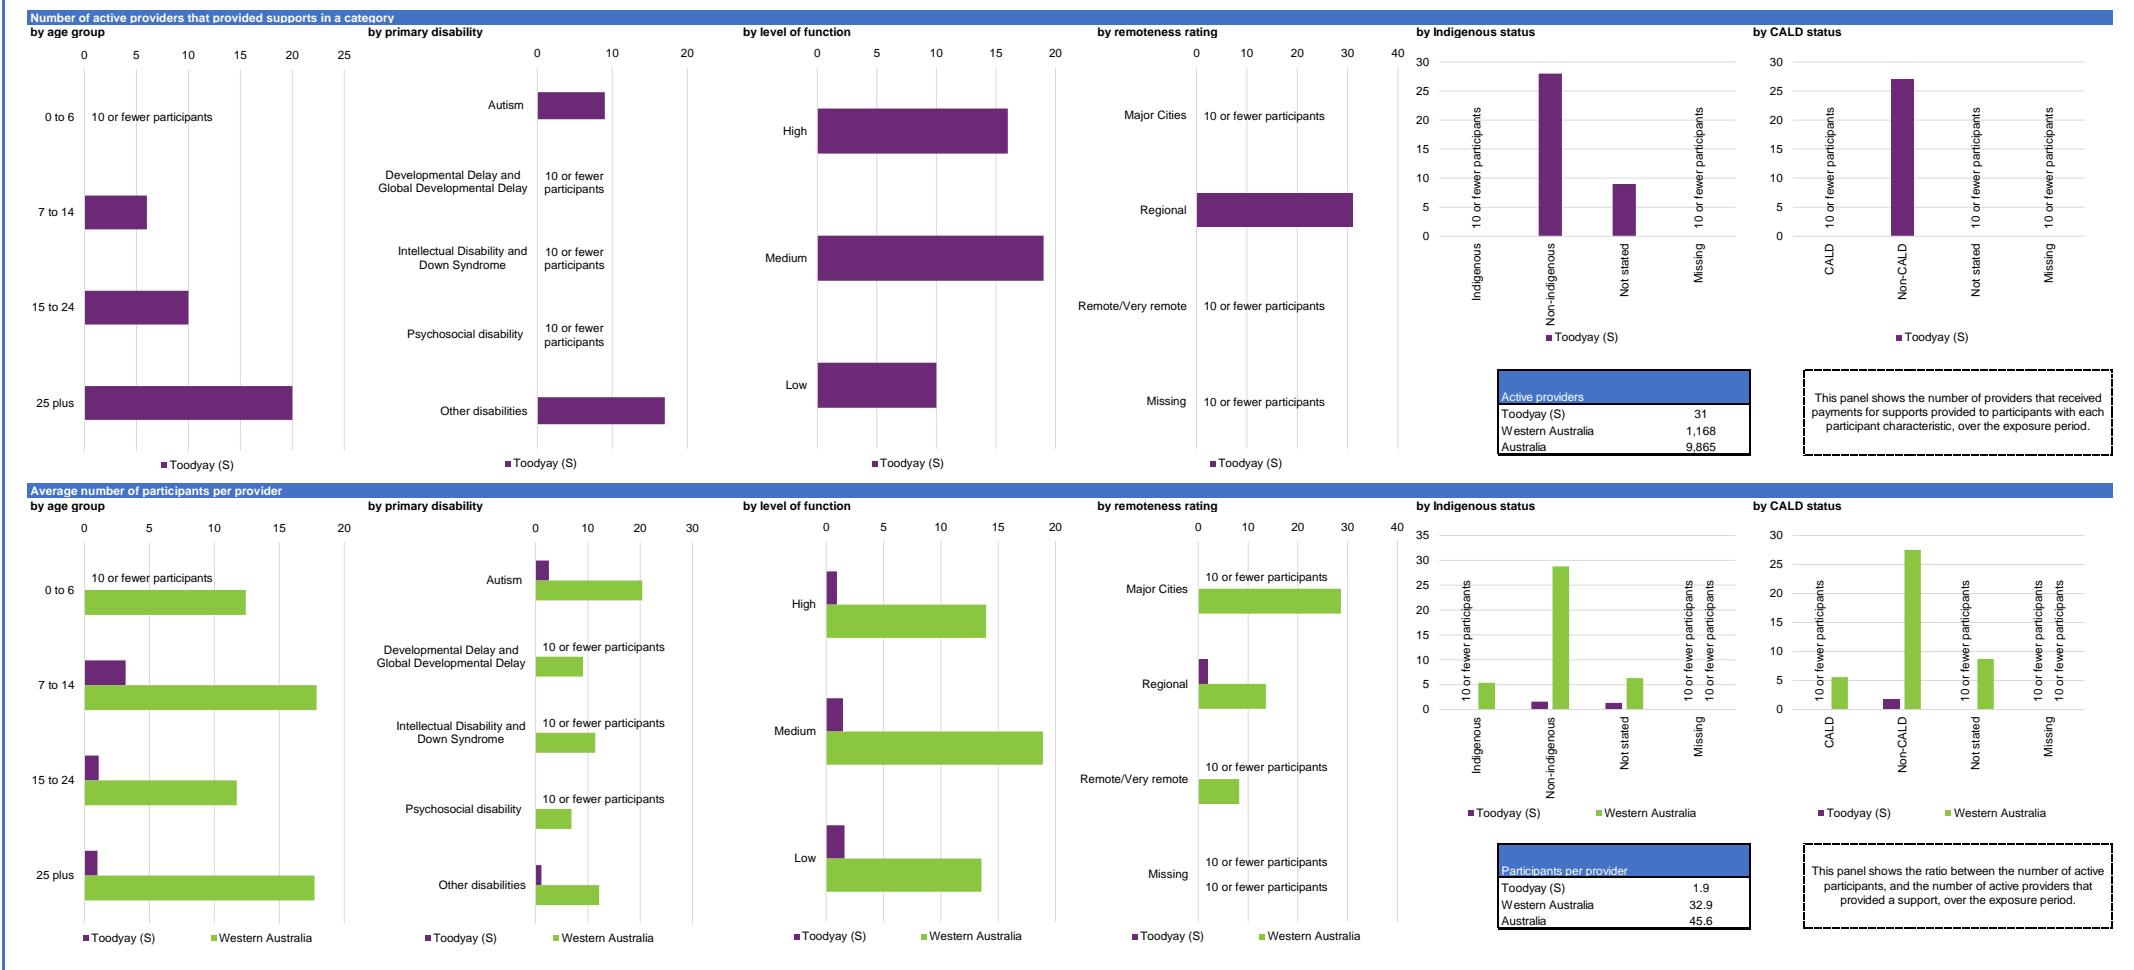 Number of active providers that provided supports in a category
by age group
0 5 10 15 20 25
0 to 6 10 or fewer participants
7 to 14
15 to 24
25 plus
Toodyay (S)
by primary disability
0 10 20
Autism
Developmental Delay and
Global Developmental Delay
10 or fewer
participants
Intellectual Disability and
Down Syndrome
10 or fewer
participants
Psychosocial disability
10 or fewer
participants
Other disabilities
Toodyay (S)
by level of function
0 5 10 15 20
High
Medium
Low
Toodyay (S)
by remoteness rating
0 10 20 30 40
Major Cities 10 or fewer participants
Regional
Remote/Very remote 10 or fewer participants
Missing 10 or fewer participants
Toodyay (S)
by Indigenous status
30
25
20
15
10
5
0
10 or fewer participants
10 or fewer participants
Indigenous
Non-indigenous
Not stated
Missing
Toodyay (S)
by CALD status
30
25
20
15
10
5
0
10 or fewer participants
10 or fewer participants
10 or fewer participants
CALD
Non-CALD
Not stated
Missing
Toodyay (S)
Active providers
Toodyay (S) 31
Western Australia 1,168
Australia 9,865
This panel shows the number of providers that received
payments for supports provided to participants with each
participant characteristic, over the exposure period.
Average number of participants per provider
by age group
0 5 10 15 20
0 to 6 10 or fewer participants
7 to 14
15 to 24
25 plus
Toodyay (S) Western Australia
by primary disability
0 10 20 30
Autism
Developmental Delay and
Global Developmental Delay
10 or fewer participants
Intellectual Disability and
Down Syndrome
10 or fewer participants
Psychosocial disability
10 or fewer participants
Other disabilities
Toodyay (S) Western Australia
by level of function
0 5 10 15 20
High
Medium
Low
Toodyay (S) Western Australia
by remoteness rating
0 10 20 30 40
Major Cities 10 or fewer participants
Regional
Remote/Very remote 10 or fewer participants
Missing 10 or fewer participants
10 or fewer participants
Toodyay (S) Western Australia
by Indigenous status
35
30
25
20
15
10
5
0
10 or fewer participants
10 or fewer participants
10 or fewer participants
Indigenous
Non-indigenous
Not stated
Missing
Toodyay (S) Western Australia
by CALD status
30
25
20
15
10
5
0
10 or fewer participants
10 or fewer participants
10 or fewer participants
10 or fewer participants
CALD
Non-CALD
Not stated
Missing
Toodyay (S) Western Australia
Participants per provider
Toodyay (S) 1.9
Western Australia 32.9
Australia 45.6
This panel shows the ratio between the number of active
participants, and the number of active providers that
provided a support, over the exposure period.